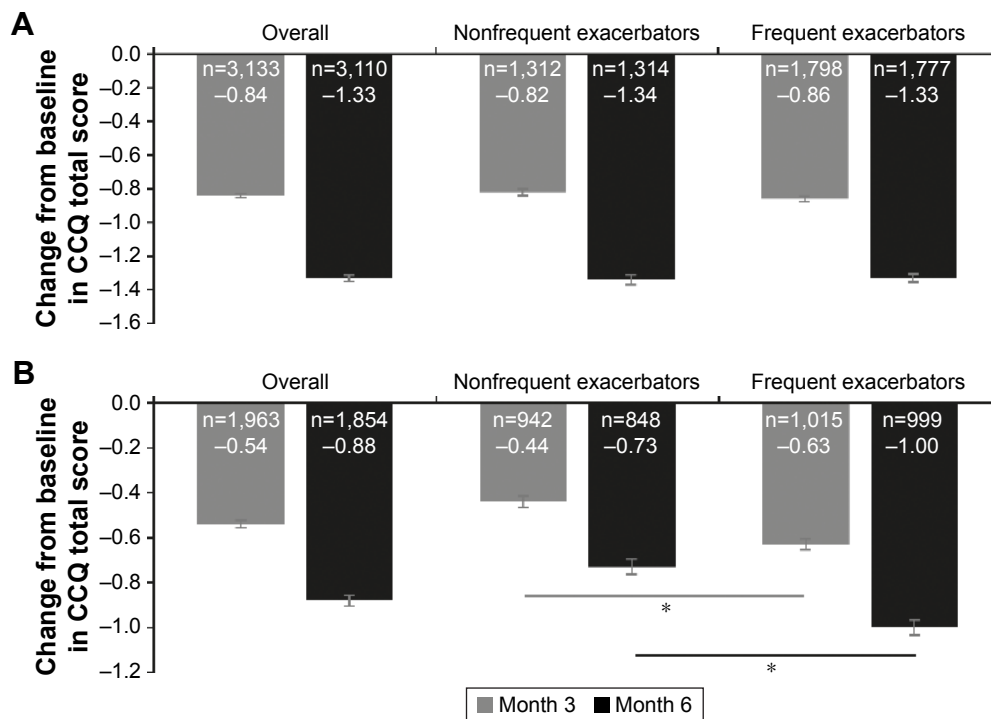 A
Overall Nonfrequent exacerbators Frequent exacerbators
Change from baseline
in CCQ total score
0.0
–0.2
–0.4
–0.6
–0.8
–1.0
–1.2
–1.4
–1.6
n=3,133 n=3,110 n=1,312 n=1,314 n=1,798 n=1,777
–0.84 –1.33 –0.82 –1.34 –0.86 –1.33
B
Overall Nonfrequent exacerbators Frequent exacerbators
Change from baseline
in CCQ total score
0.0
–0.2
–0.4
–0.6
–0.8
–1.0
–1.2
n=1,963 n=1,854 n=942 n=848 n=1,015 n=999
–0.54 –0.88 –0.44 –0.73 –0.63 –1.00
*
*
Month 3 Month 6